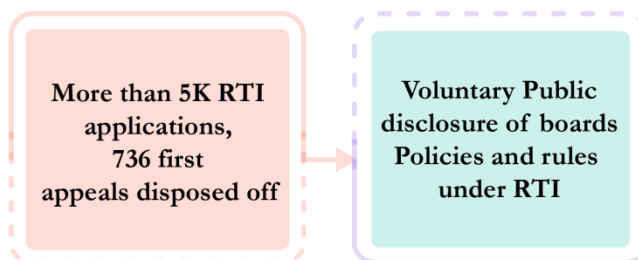 More than 5K RTI
applications,
736 first
appeals disposed off
Voluntary Public
disclosure of boards
Policies and rules
under RTI